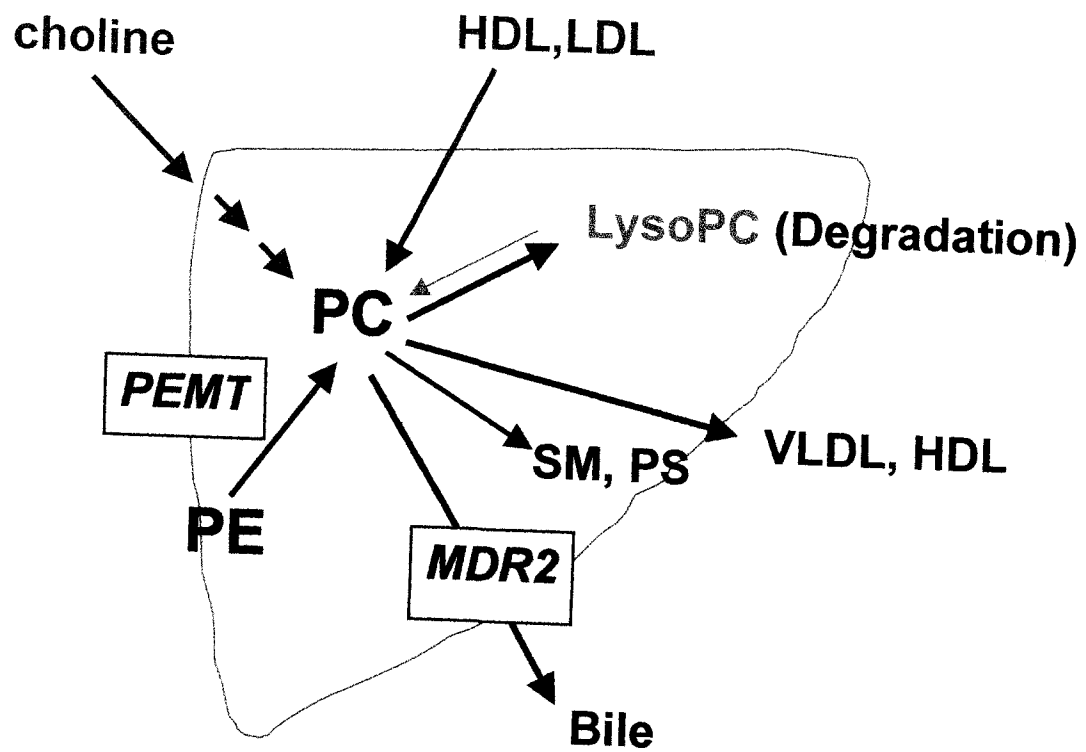 choline
HDL,LDL
LysoPC (Degradation)
PC
PEMT
SM, PS
VLDL, HDL
PE
MDR2
Bile